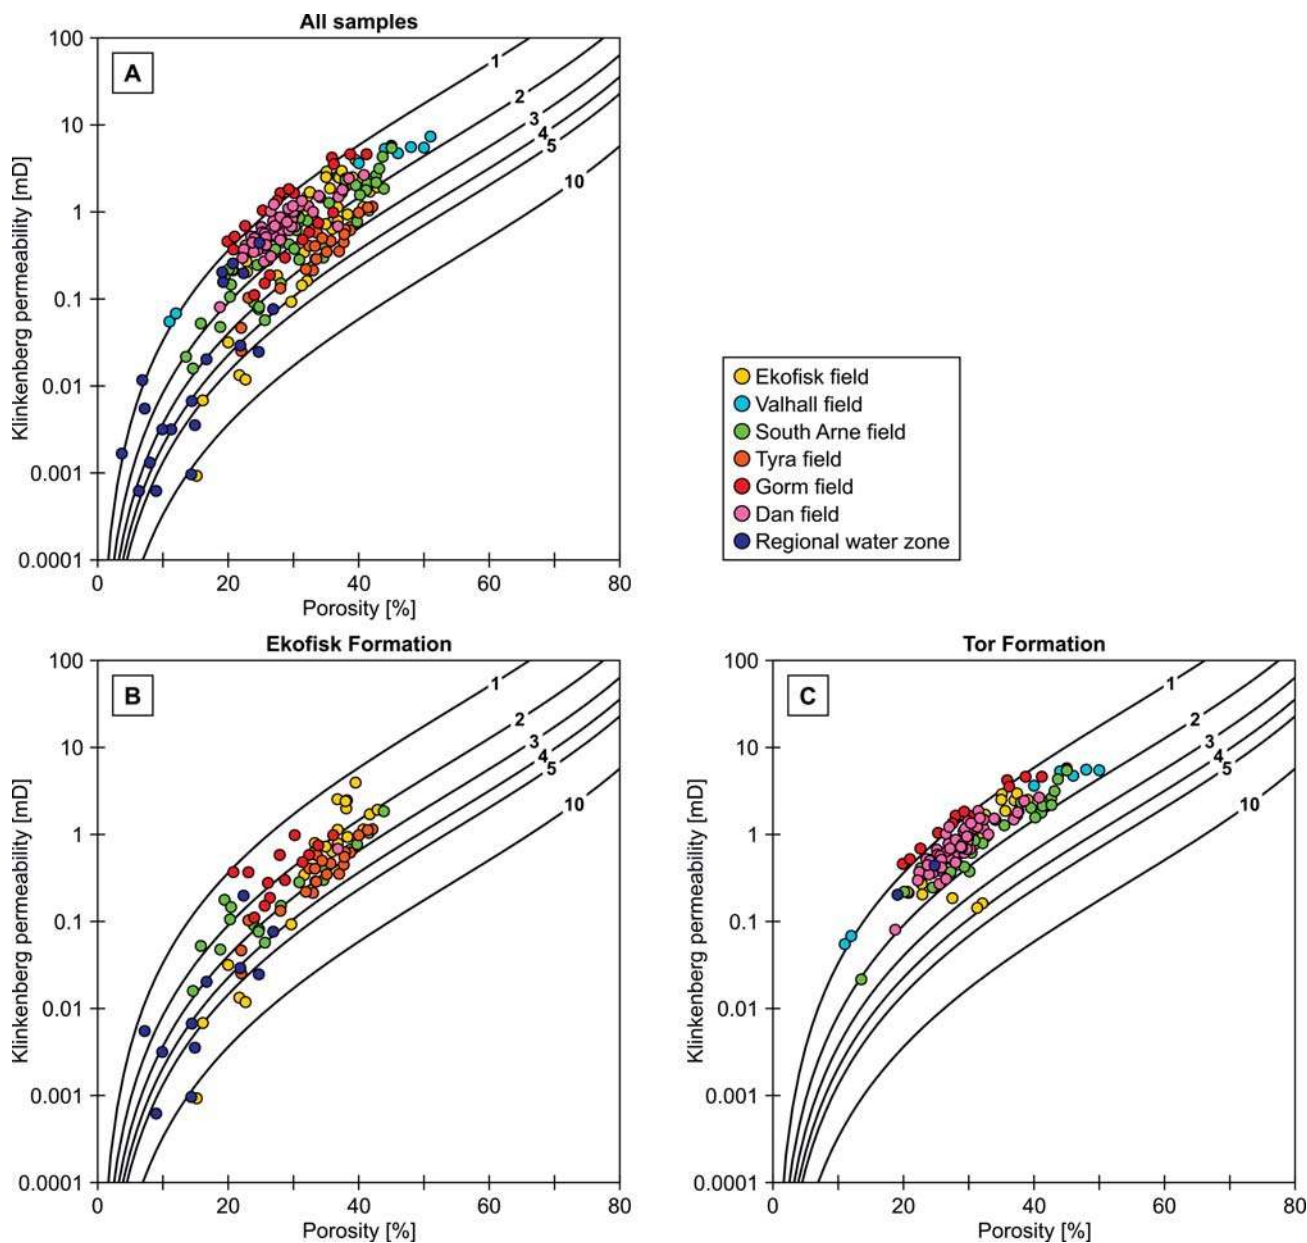 All samples
A
100
10
1
0.1
0.01
0.001
0.0001
Klinkenberg permeability [mD]
1
2
3
4
5
10
0
20
40
60
80
Porosity [%]
Ekofisk field
Valhall field
South Arne field
Tyra field
Gorm field
Dan field
Regional water zone
Ekofisk Formation
B
100
10
1
0.1
0.01
0.001
0.0001
Klinkenberg permeability [mD]
1
2
3
4
5
10
0
20
40
60
80
Porosity [%]
Tor Formation
C
100
10
1
0.1
0.01
0.001
0.0001
Klinkenberg permeability [mD]
1
2
3
4
5
10
0
20
40
60
80
Porosity [%]